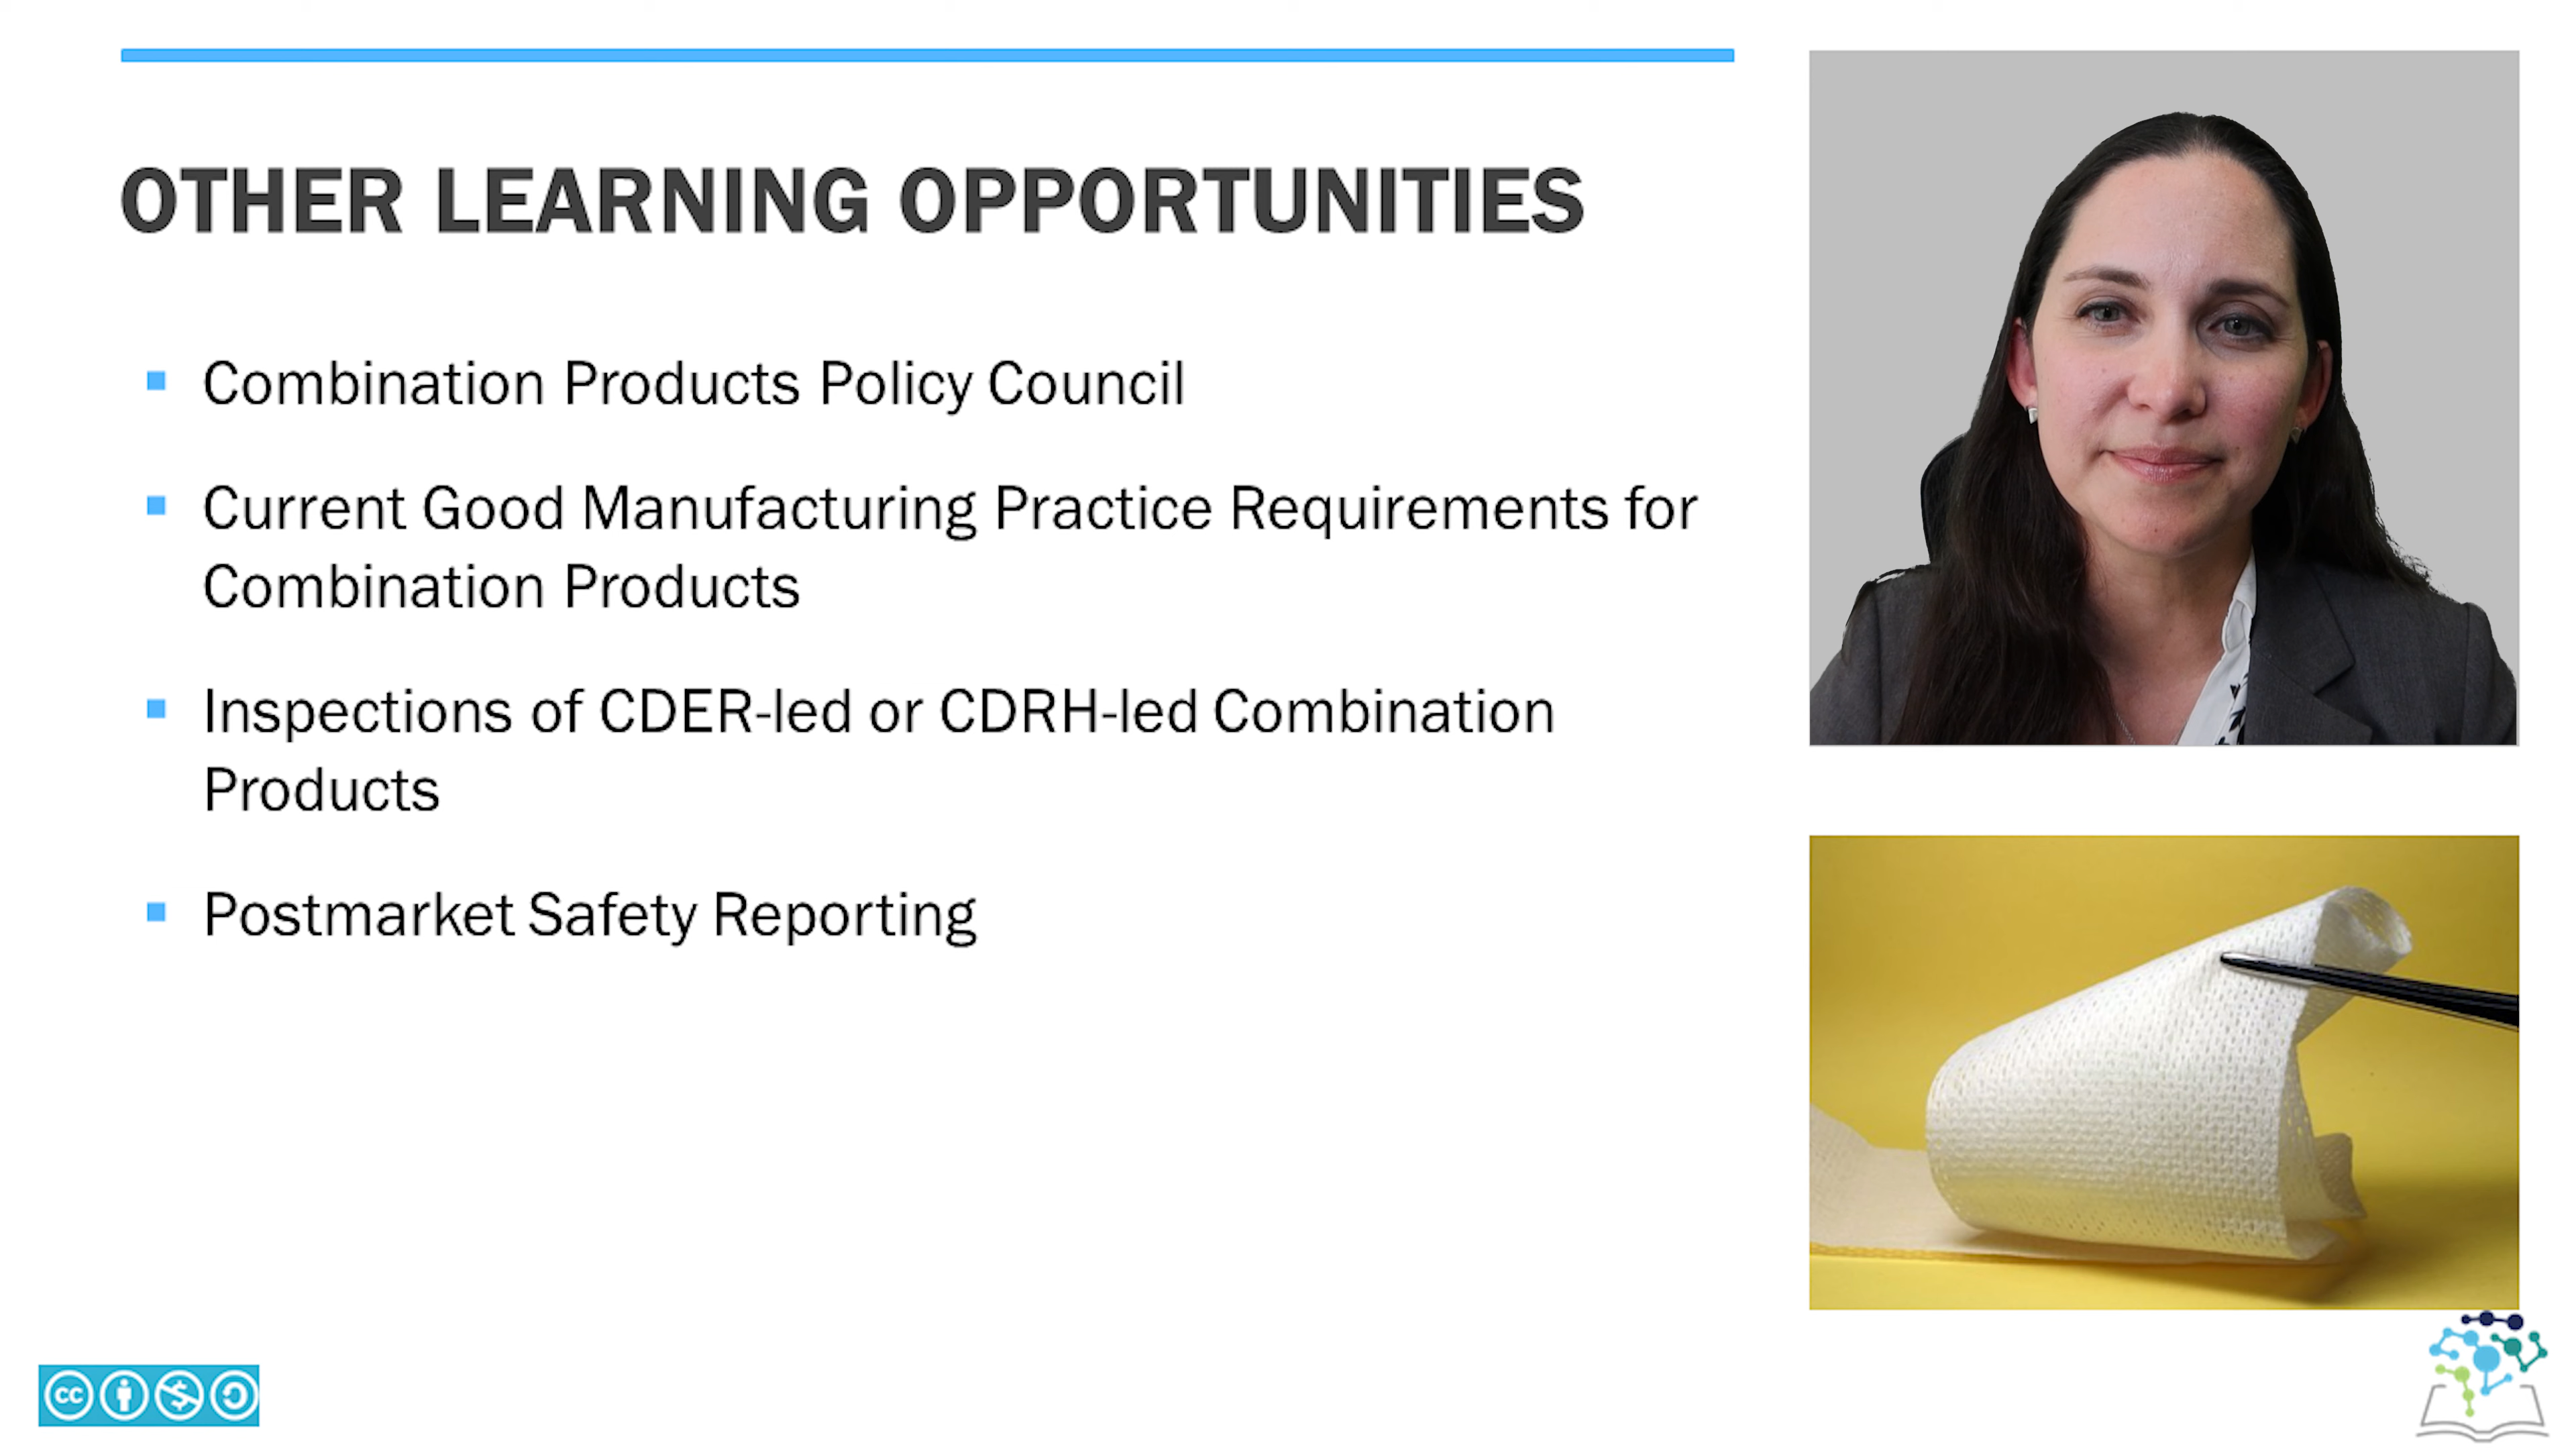 OTHER LEARNING OPPORTUNITIES
Combination Products Policy Council
Current Good Manufacturing Practice Requirements for
Combination Products
Inspections of CDER-led or CDRH-led Combination
Products
Postmarket Safety Reporting
cc